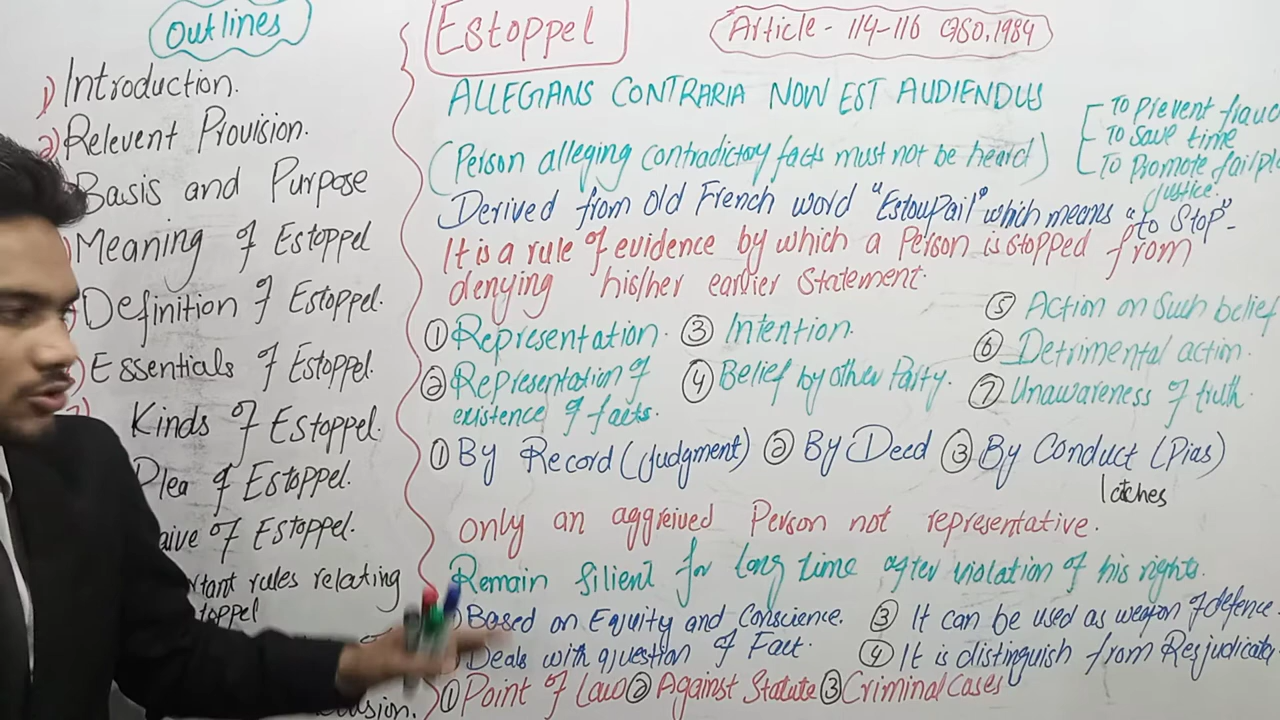 Outlines
1) Introduction.
2) Relevent Provision.
Basis and Purpose
Meaning of Estoppel
Definition of Estoppel.
Essentials of Estoppel.
Kinds of Estoppel.
Plea of Estoppel.
aive of Estoppel.
rtant rules relating
toppel
usion.
Estoppel
Article - 114-116 QSO, 1984
ALLEGANS CONTRARIA NOW EST AUDIENDUS
(Person alleging contradictory facts must not be heard)
To Prevent frauc
To save time
To Promote fairpla
Justice.
Derived from old French word "Estoupail" which means "to Stop"-
It is a rule of evidence by which a Person is stopped from
denying his/her earlier Statement.
① Representation. ③ Intention.
⑤ Action on Such belief
② Representation of
existence of facts.
④ Belief by other Party.
⑥ Detrimental action.
⑦ Unawareness of truth.
① By Record (Judgment) ② By Deed ③ By Conduct (Pias)
latches
only an aggreived Person not representative.
Remain Silient for long time after violation of his rights.
Based on Equity and Conscience. ③ It can be used as weapon of defence.
Deals with question of Fact. ④ It is distinguish from Resjudicata
① Point of Law ② Against Statute ③ Criminal Cases